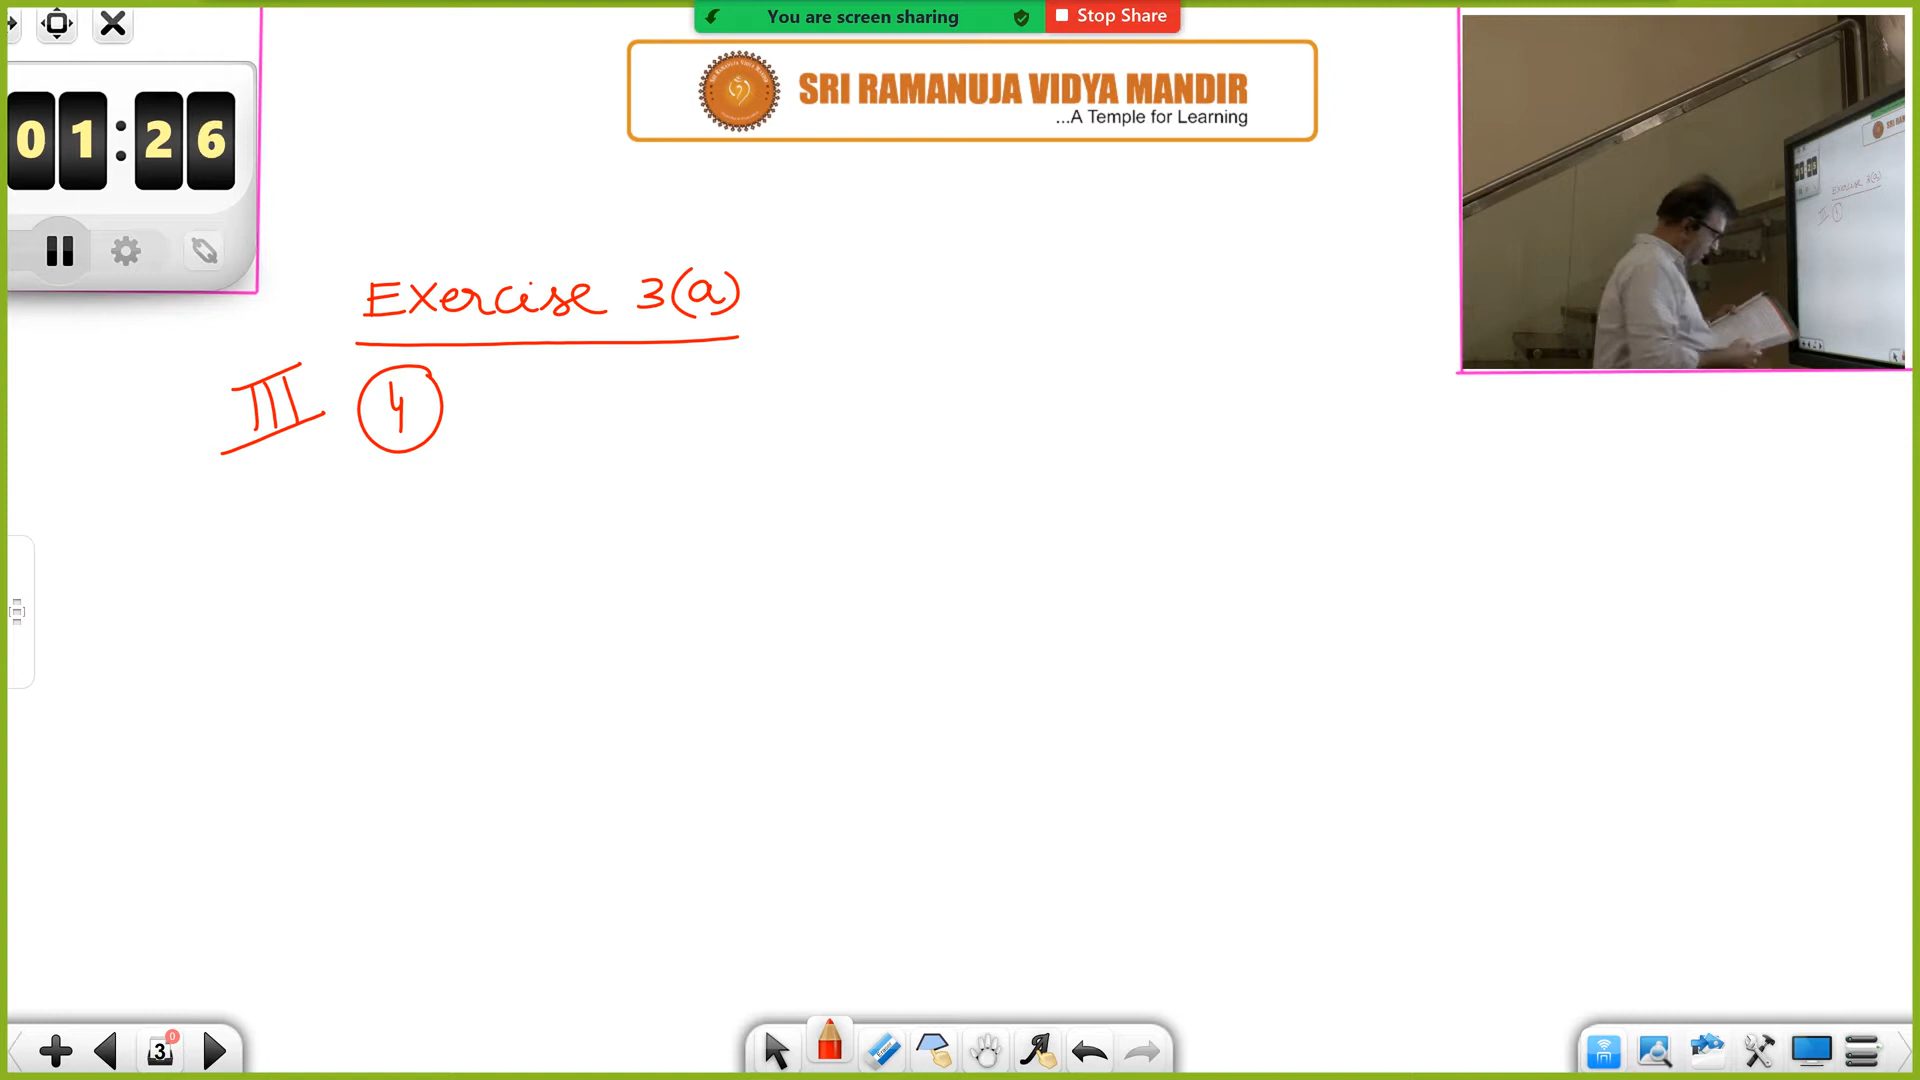 You are screen sharing
Stop Share
SRI RAMANUJA VIDYA MANDIR
...A Temple for Learning
01:26
Exercise 3(a)
III 4
3
0